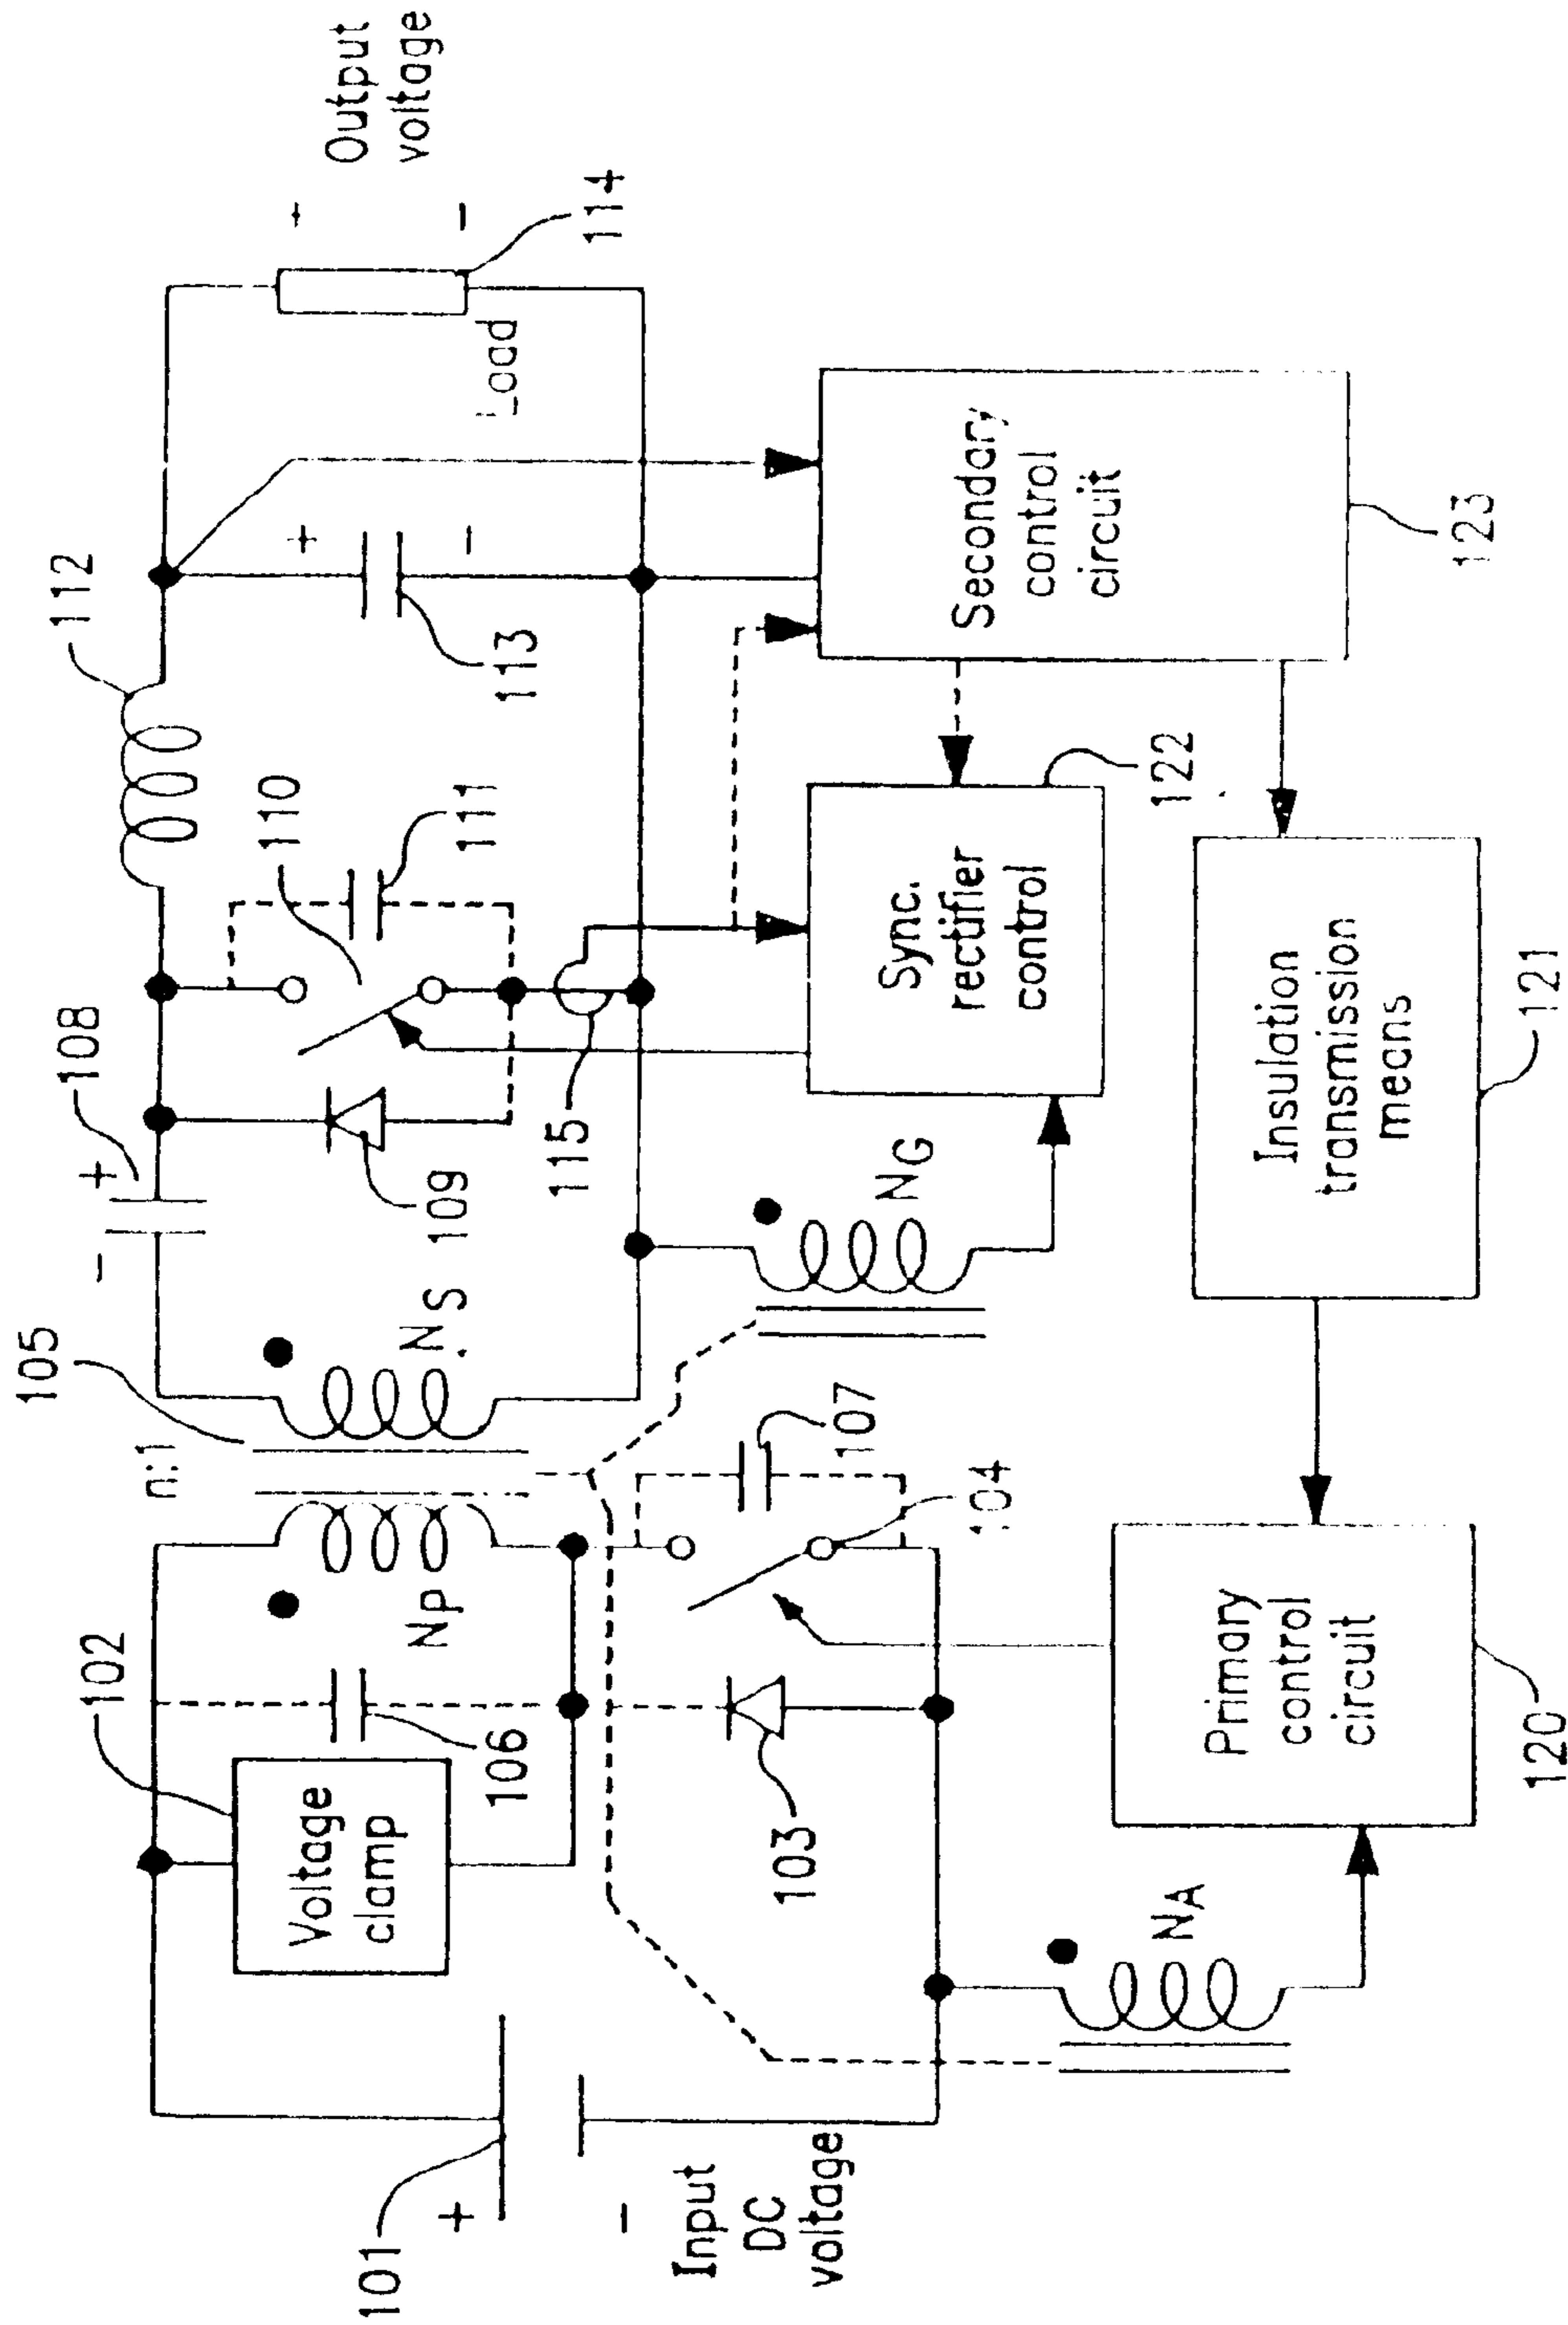 105
n:1
108
- +
112
102
Voltage
clamp
106
NP
NS
109
110
111
+
-
113
Load
+
-
114
Output
voltage
101
+
-
Input
DC
voltage
103
107
104
115
NG
Sync.
rectifier
control
122
Secondary
control
circuit
123
NA
Primary
control
circuit
120
Insulation
transmission
means
121